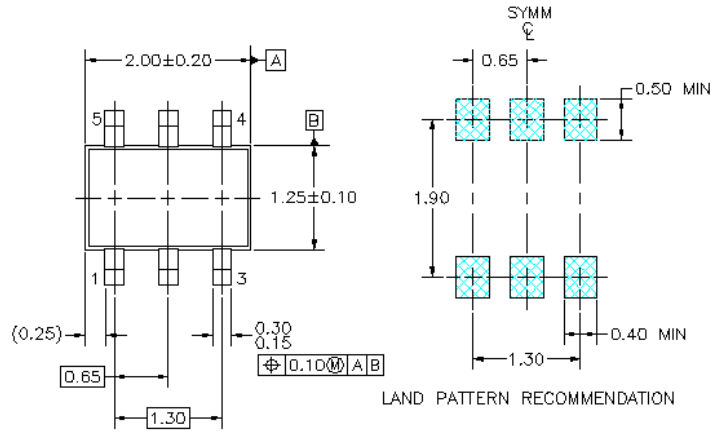 SYMM
℄
2.00±0.20
A
0.65
0.50 MIN
5
4
B
1.25±0.10
1.90
1
3
(0.25)
0.30
0.15
⌖ 0.10Ⓜ A B
0.40 MIN
0.65
1.30
1.30
LAND PATTERN RECOMMENDATION